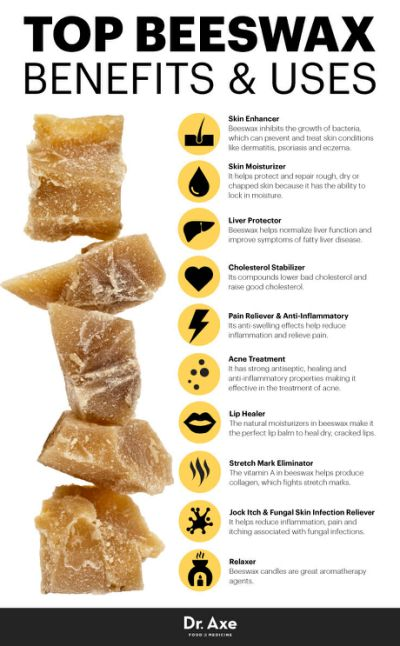 TOP BEESWAX
BENEFITS & USES
Skin Enhancer
Beeswax inhibits the growth of bacteria,
which can prevent and treat skin conditions
like dermatitis, psoriasis and eczema.
Skin Moisturizer
It helps protect and repair rough, dry or
chapped skin because it has the ability to
lock in moisture.
Liver Protector
Beeswax helps normalize liver function and
improve symptoms of fatty liver disease.
Cholesterol Stabilizer
Its compounds lower bad cholesterol and
raise good cholesterol.
Pain Reliever & Anti-Inflammatory
Its anti-swelling effects help reduce
inflammation and relieve pain.
Acne Treatment
It has strong antiseptic, healing and
anti-inflammatory properties making it
effective in the treatment of acne.
Lip Healer
The natural moisturizers in beeswax make it
the perfect lip balm to heal dry, cracked lips.
Stretch Mark Eliminator
The vitamin A in beeswax helps produce
collagen, which fights stretch marks.
Jock Itch & Fungal Skin Infection Reliever
It helps reduce inflammation, pain and
itching associated with fungal infections.
Relaxer
Beeswax candles are great aromatherapy
agents.
Dr. Axe
FOOD IS MEDICINE